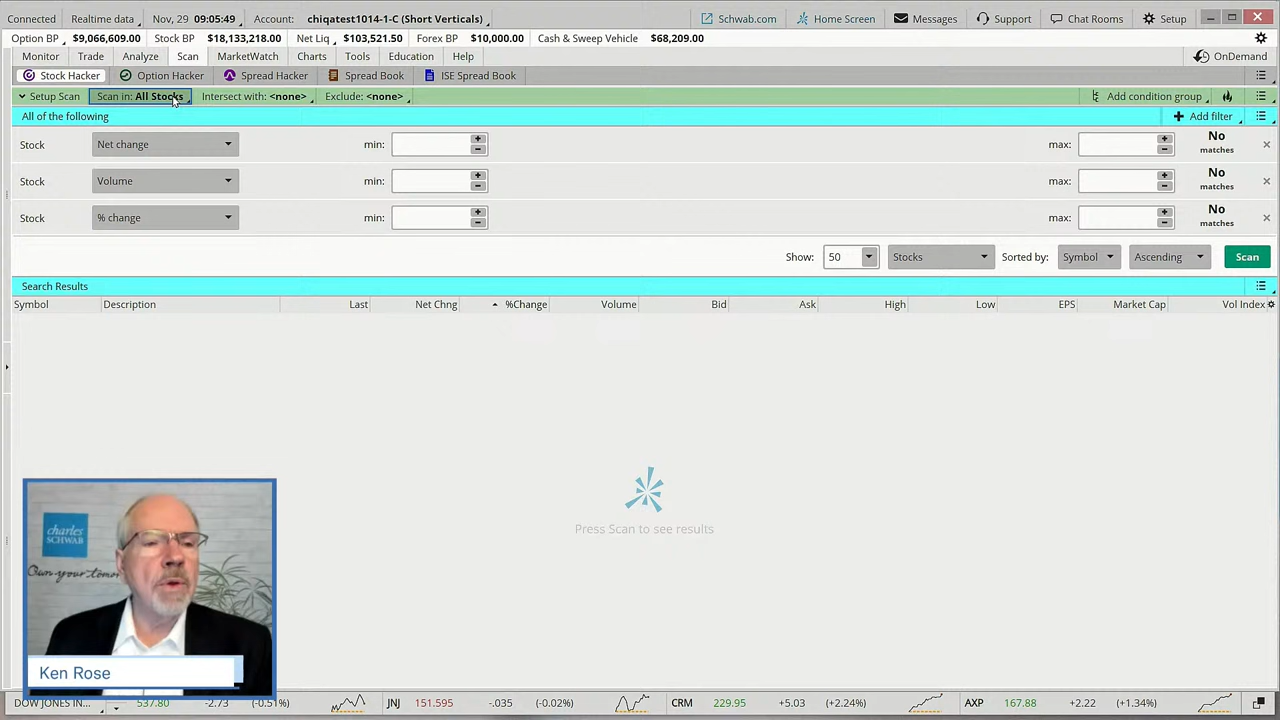 Connected Realtime data Nov, 29 09:05:49 Account: chiqatest1014-1-C (Short Verticals) Schwab.com Home Screen Messages Support Chat Rooms Setup
Option BP $9,066,609.00 Stock BP $18,133,218.00 Net Liq $103,521.50 Forex BP $10,000.00 Cash & Sweep Vehicle $68,209.00
Monitor Trade Analyze Scan MarketWatch Charts Tools Education Help OnDemand
Stock Hacker Option Hacker Spread Hacker Spread Book ISE Spread Book
Setup Scan Scan in: All Stocks Intersect with: <none> Exclude: <none> Add condition group
All of the following Add filter
Stock Net change min: max: No matches
Stock Volume min: max: No matches
Stock % change min: max: No matches
Show: 50 Stocks Sorted by: Symbol Ascending Scan
Search Results
Symbol Description Last Net Chng %Change Volume Bid Ask High Low EPS Market Cap Vol Index
Press Scan to see results
charles
SCHWAB
Own your tomor
Ken Rose
DOW JONES IN... 537.80 -2.73 (-0.51%) JNJ 151.595 -.035 (-0.02%) CRM 229.95 +5.03 (+2.24%) AXP 167.88 +2.22 (+1.34%)